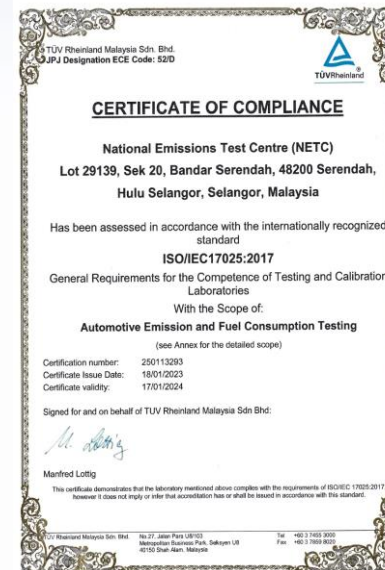 TÜV Rheinland Malaysia Sdn. Bhd.
JPJ Designation ECE Code: 52/D
TÜVRheinland®
CERTIFICATE OF COMPLIANCE
National Emissions Test Centre (NETC)
Lot 29139, Sek 20, Bandar Serendah, 48200 Serendah,
Hulu Selangor, Selangor, Malaysia
Has been assessed in accordance with the internationally recognized
standard
ISO/IEC17025:2017
General Requirements for the Competence of Testing and Calibration
Laboratories
With the Scope of:
Automotive Emission and Fuel Consumption Testing
(see Annex for the detailed scope)
Certification number: 250113293
Certificate Issue Date: 18/01/2023
Certificate validity: 17/01/2024
Signed for and on behalf of TUV Rheinland Malaysia Sdn Bhd:
M. Lottig
Manfred Lottig
This certificate demonstrates that the laboratory mentioned above complies with the requirements of ISO/IEC 17025:2017
however it does not imply or infer that accreditation has or shall be issued in accordance with this standard.
TÜV Rheinland Malaysia Sdn. Bhd. No.27, Jalan Para U8/103 Tel +60 3 7455 3000
Metropolitan Business Park, Seksyen U8 Fax +60 3 7859 8020
40150 Shah Alam, Malaysia